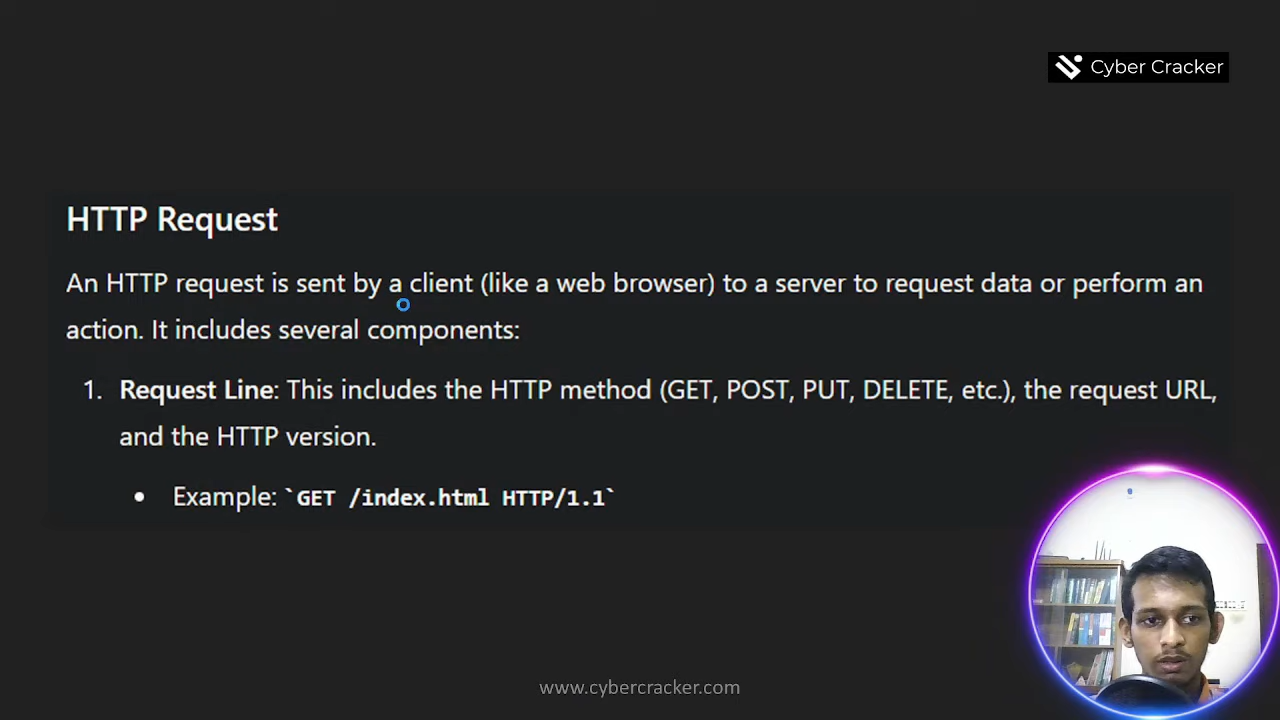 Cyber Cracker
HTTP Request
An HTTP request is sent by a client (like a web browser) to a server to request data or perform an
action. It includes several components:
1. Request Line: This includes the HTTP method (GET, POST, PUT, DELETE, etc.), the request URL,
and the HTTP version.
• Example: `GET /index.html HTTP/1.1`
www.cybercracker.com